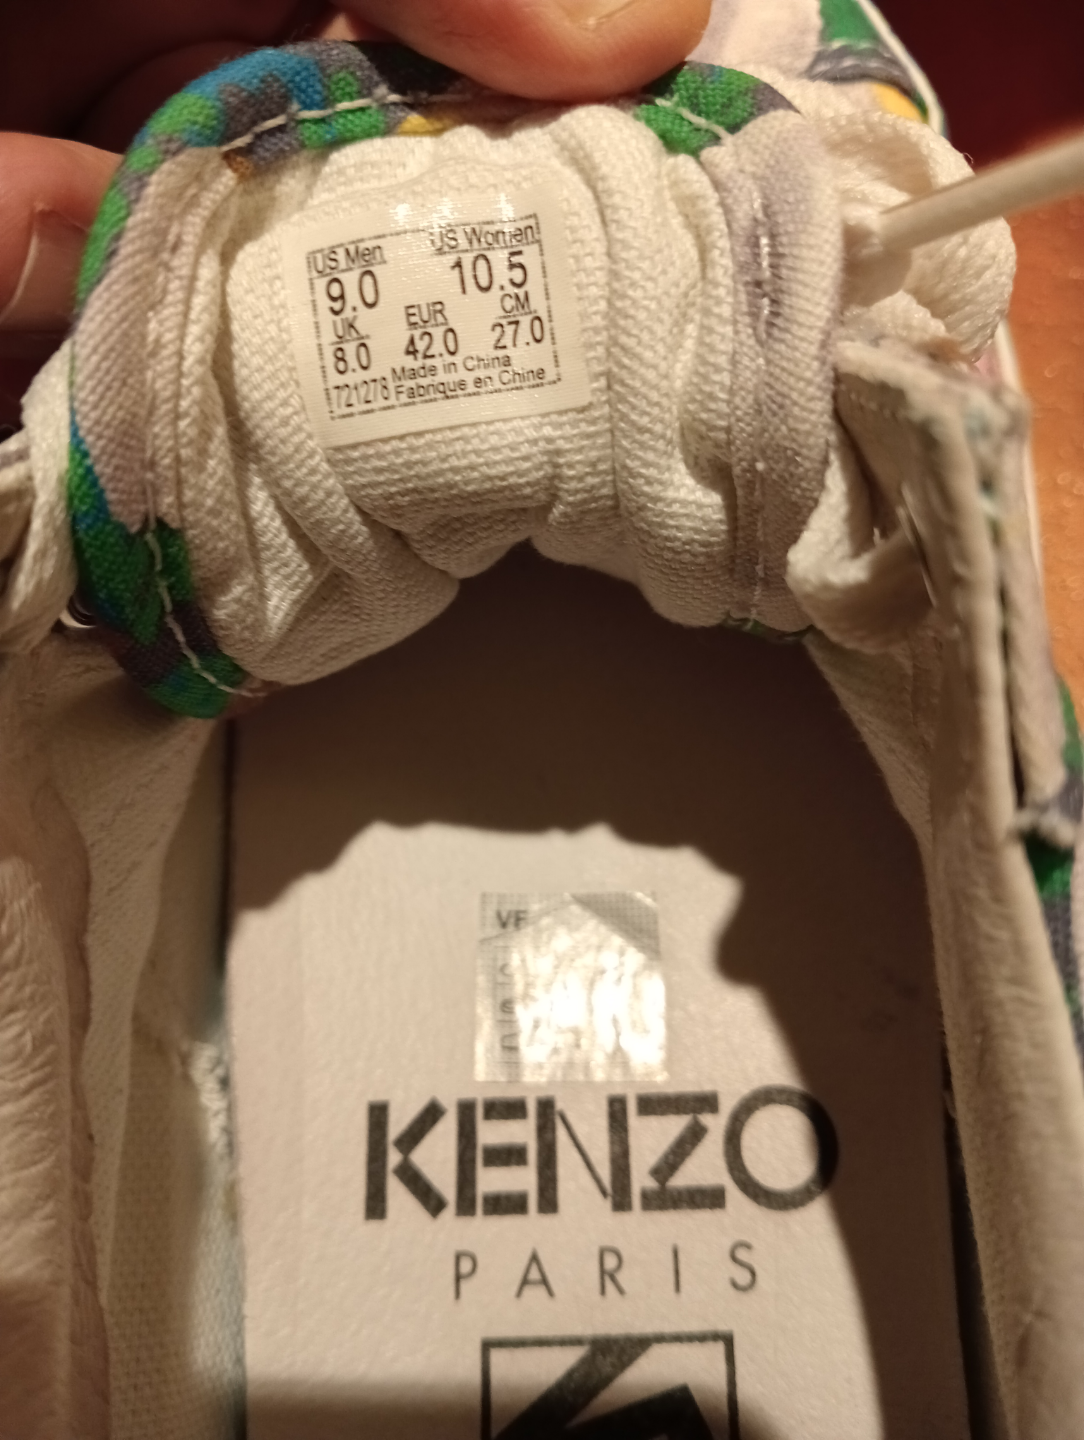 US Men US Women
9.0 10.5
UK EUR CM
8.0 42.0 27.0
Made in China
721278 Fabrique en Chine
KENZO
PARIS